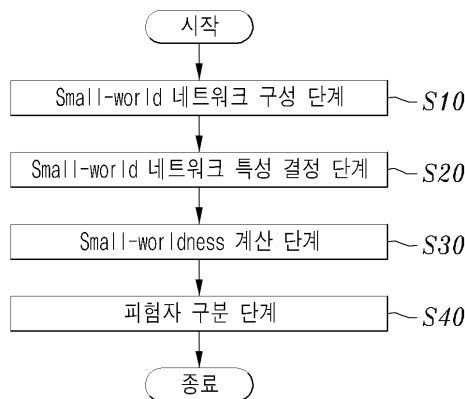 시작
Small-world 네트워크 구성 단계 S10
Small-world 네트워크 특성 결정 단계 S20
Small-worldness 계산 단계 S30
피험자 구분 단계 S40
종료